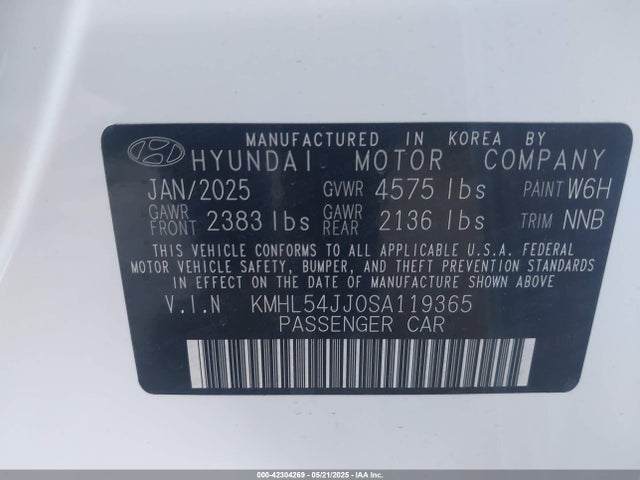 MANUFACTURED IN KOREA BY
HYUNDAI MOTOR COMPANY
JAN/2025 GVWR 4575 lbs PAINT W6H
GAWR FRONT 2383 lbs GAWR REAR 2136 lbs TRIM NNB
THIS VEHICLE CONFORMS TO ALL APPLICABLE U.S.A. FEDERAL
MOTOR VEHICLE SAFETY, BUMPER, AND THEFT PREVENTION STANDARDS
IN EFFECT ON THE DATE OF MANUFACTURE SHOWN ABOVE
V.I.N KMHL54JJ0SA119365
PASSENGER CAR
000-42304269 - 05/21/2025 - IAAI.COM